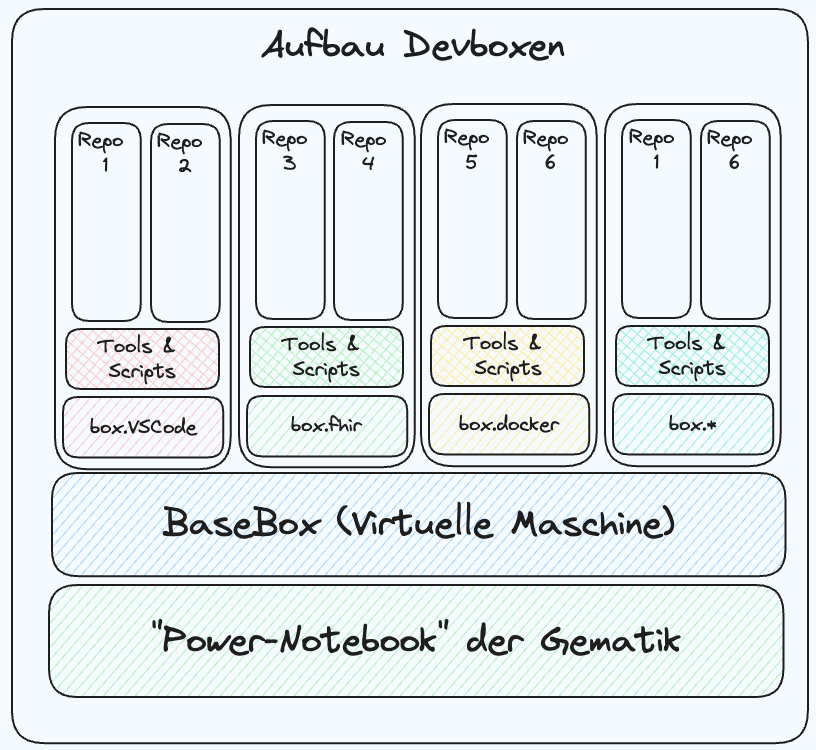 Aufbau Devboxen
Repo
1
Repo
2
Tools &
Scripts
box.VSCode
Repo
3
Repo
4
Tools &
Scripts
box.fhir
Repo
5
Repo
6
Tools &
Scripts
box.docker
Repo
1
Repo
6
Tools &
Scripts
box.*
BaseBox (Virtuelle Maschine)
"Power-Notebook" der Gematik